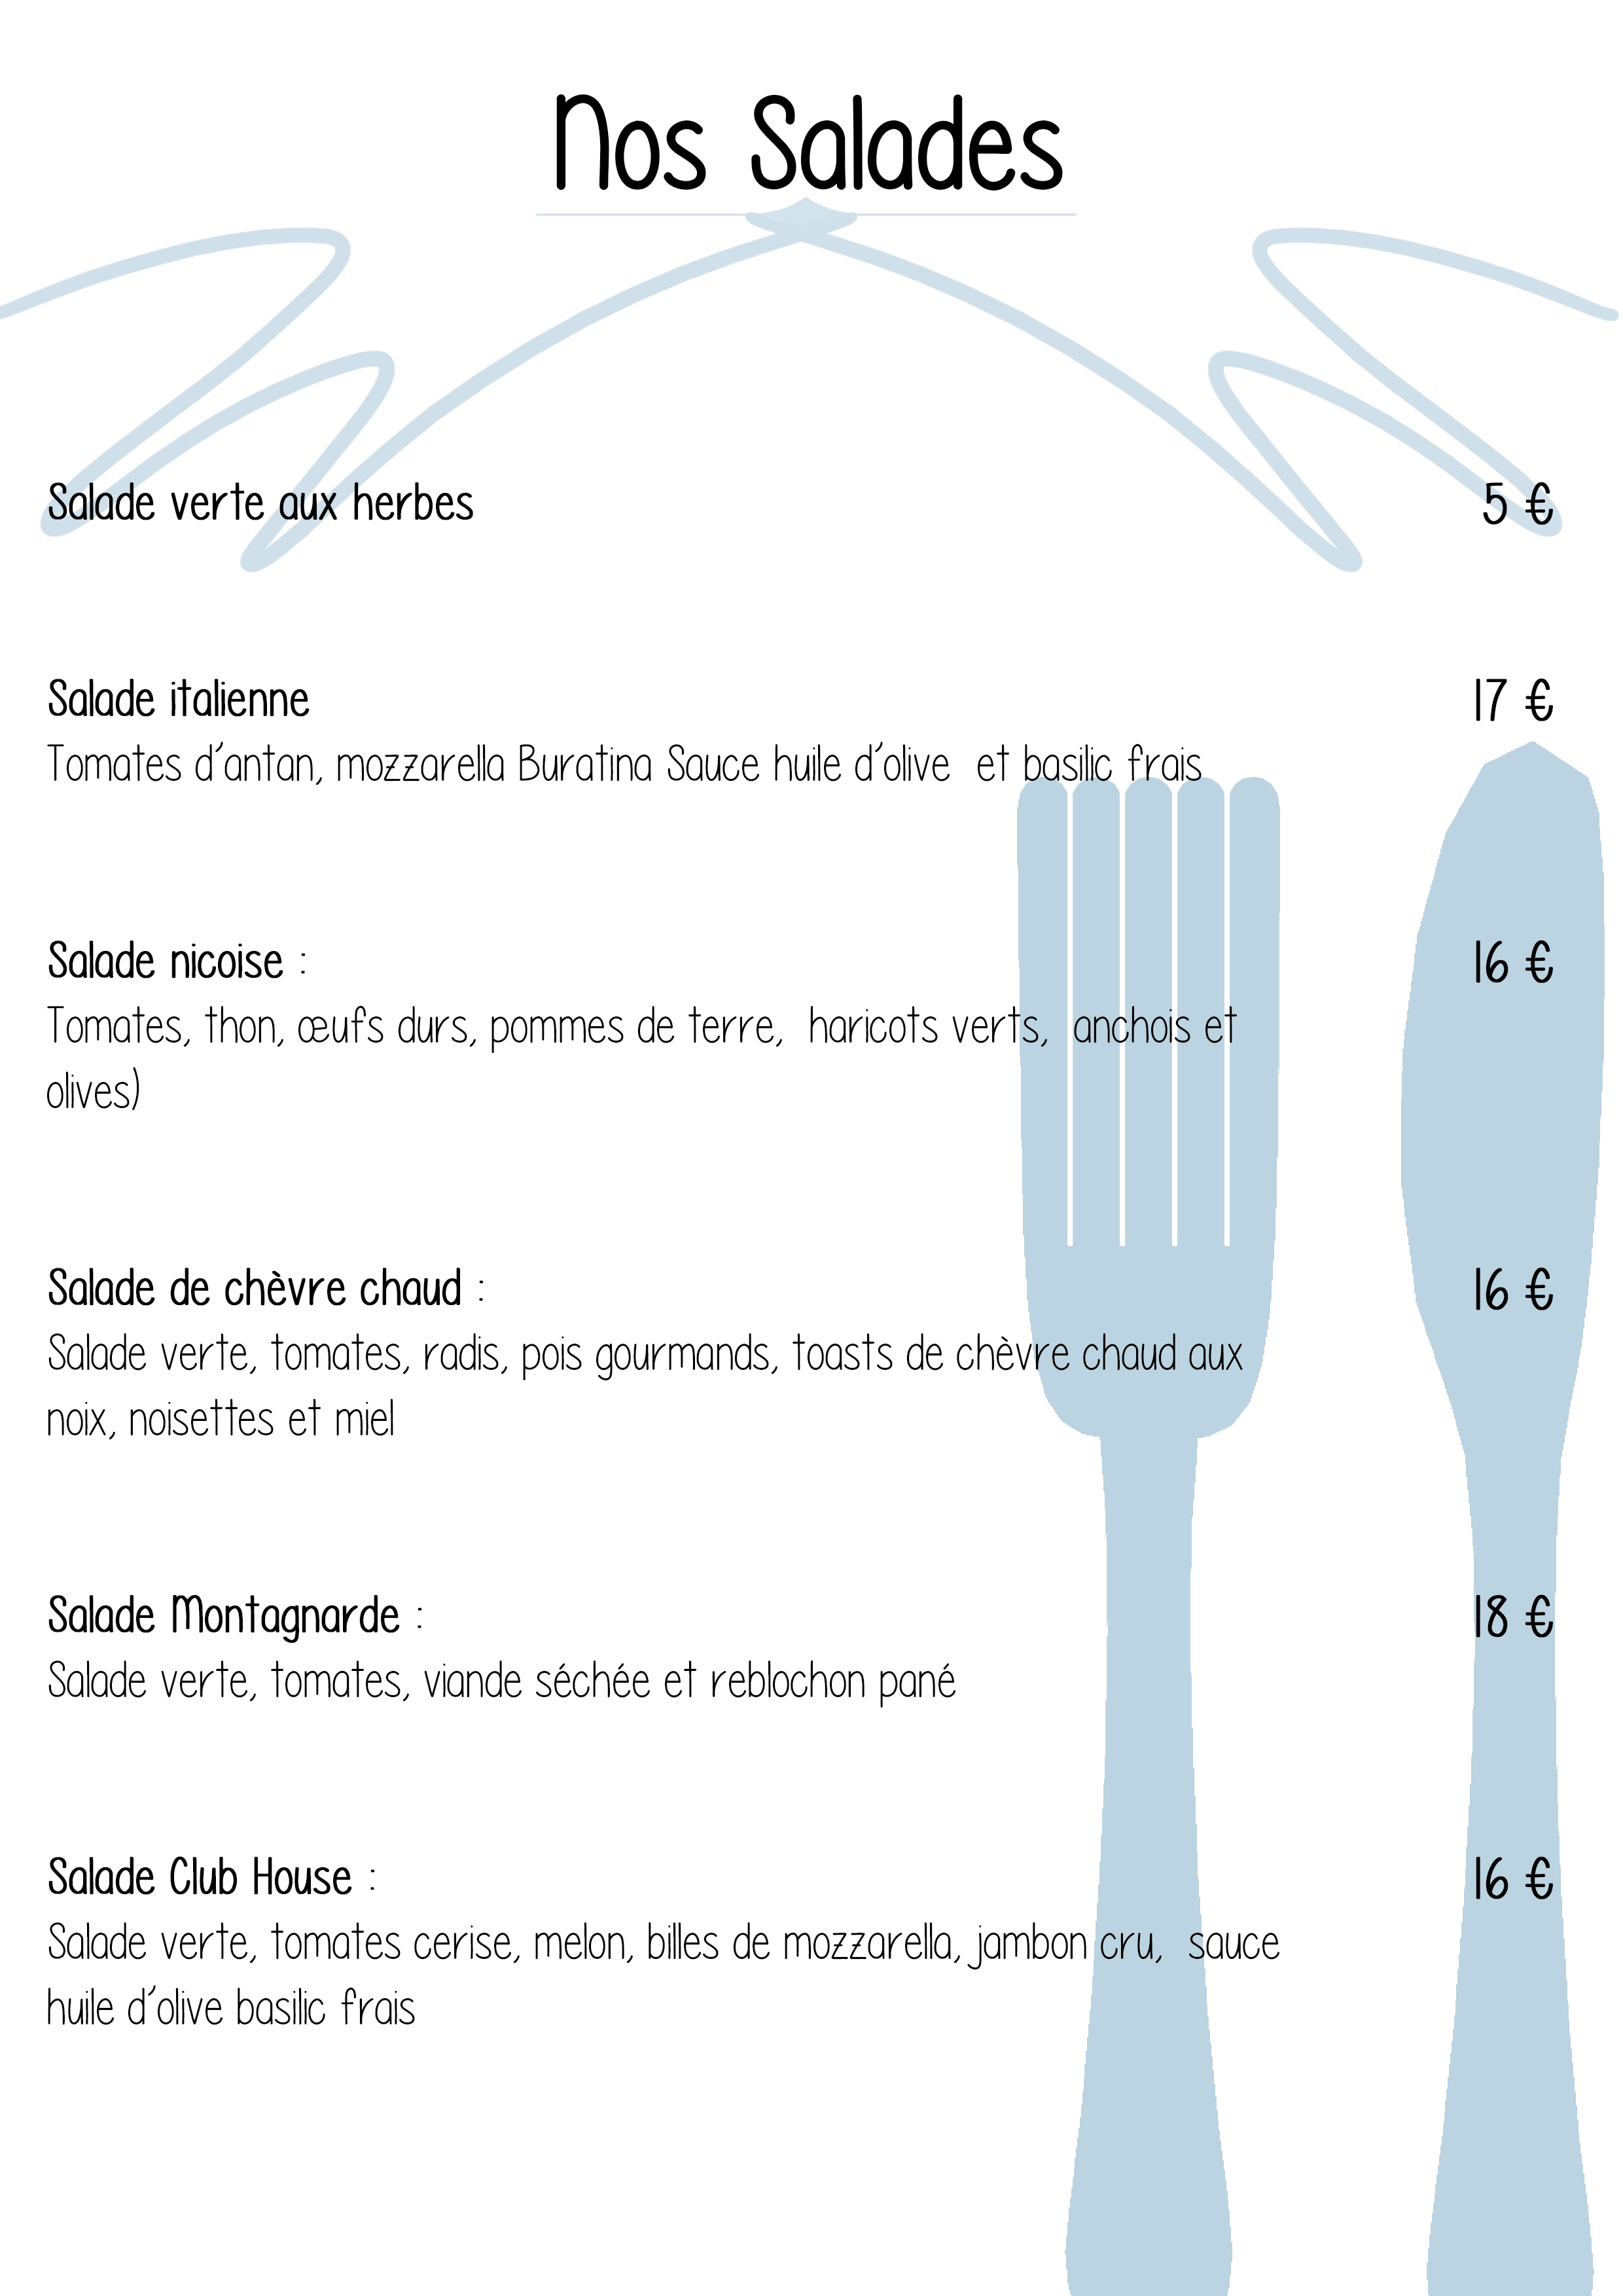 Nos Salades
Salade verte aux herbes 5 €
Salade italienne 17 €
Tomates d'antan, mozzarella Buratina Sauce huile d'olive et basilic frais
Salade nicoise : 16 €
Tomates, thon, œufs durs, pommes de terre, haricots verts, anchois et
olives)
Salade de chèvre chaud : 16 €
Salade verte, tomates, radis, pois gourmands, toasts de chèvre chaud aux
noix, noisettes et miel
Salade Montagnarde : 18 €
Salade verte, tomates, viande séchée et reblochon pané
Salade Club House : 16 €
Salade verte, tomates cerise, melon, billes de mozzarella, jambon cru, sauce
huile d'olive basilic frais